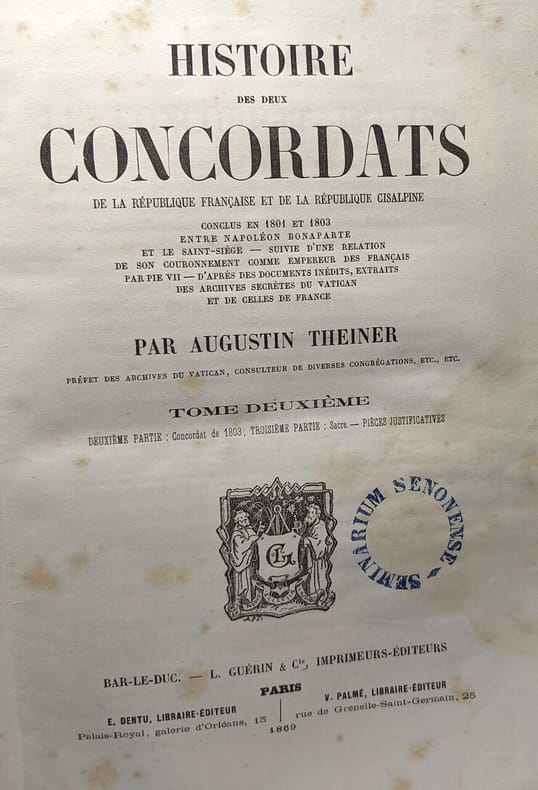 HISTOIRE
DES DEUX
CONCORDATS
DE LA RÉPUBLIQUE FRANÇAISE ET DE LA RÉPUBLIQUE CISALPINE
CONCLUS EN 1801 ET 1803
ENTRE NAPOLÉON BONAPARTE
ET LE SAINT-SIÈGE — SUIVIE D'UNE RELATION
DE SON COURONNEMENT COMME EMPEREUR DES FRANÇAIS
PAR PIE VII — D'APRÈS DES DOCUMENTS INÉDITS, EXTRAITS
DES ARCHIVES SECRÈTES DU VATICAN
ET DE CELLES DE FRANCE
PAR AUGUSTIN THEINER
PRÉFET DES ARCHIVES DU VATICAN, CONSULTEUR DE DIVERSES CONGRÉGATIONS, ETC., ETC.
TOME DEUXIÈME
DEUXIÈME PARTIE : Concordat de 1803; TROISIÈME PARTIE : Sacre. — PIÈCES JUSTIFICATIVES
SEMINARIUM SENONENSE
GL
BAR-LE-DUC. — L. GUÉRIN & Cie, IMPRIMEURS-ÉDITEURS
PARIS
E. DENTU, LIBRAIRE-ÉDITEUR
Palais-Royal, galerie d'Orléans, 13
V. PALMÉ, LIBRAIRE-ÉDITEUR
rue de Grenelle-Saint-Germain, 25
1869